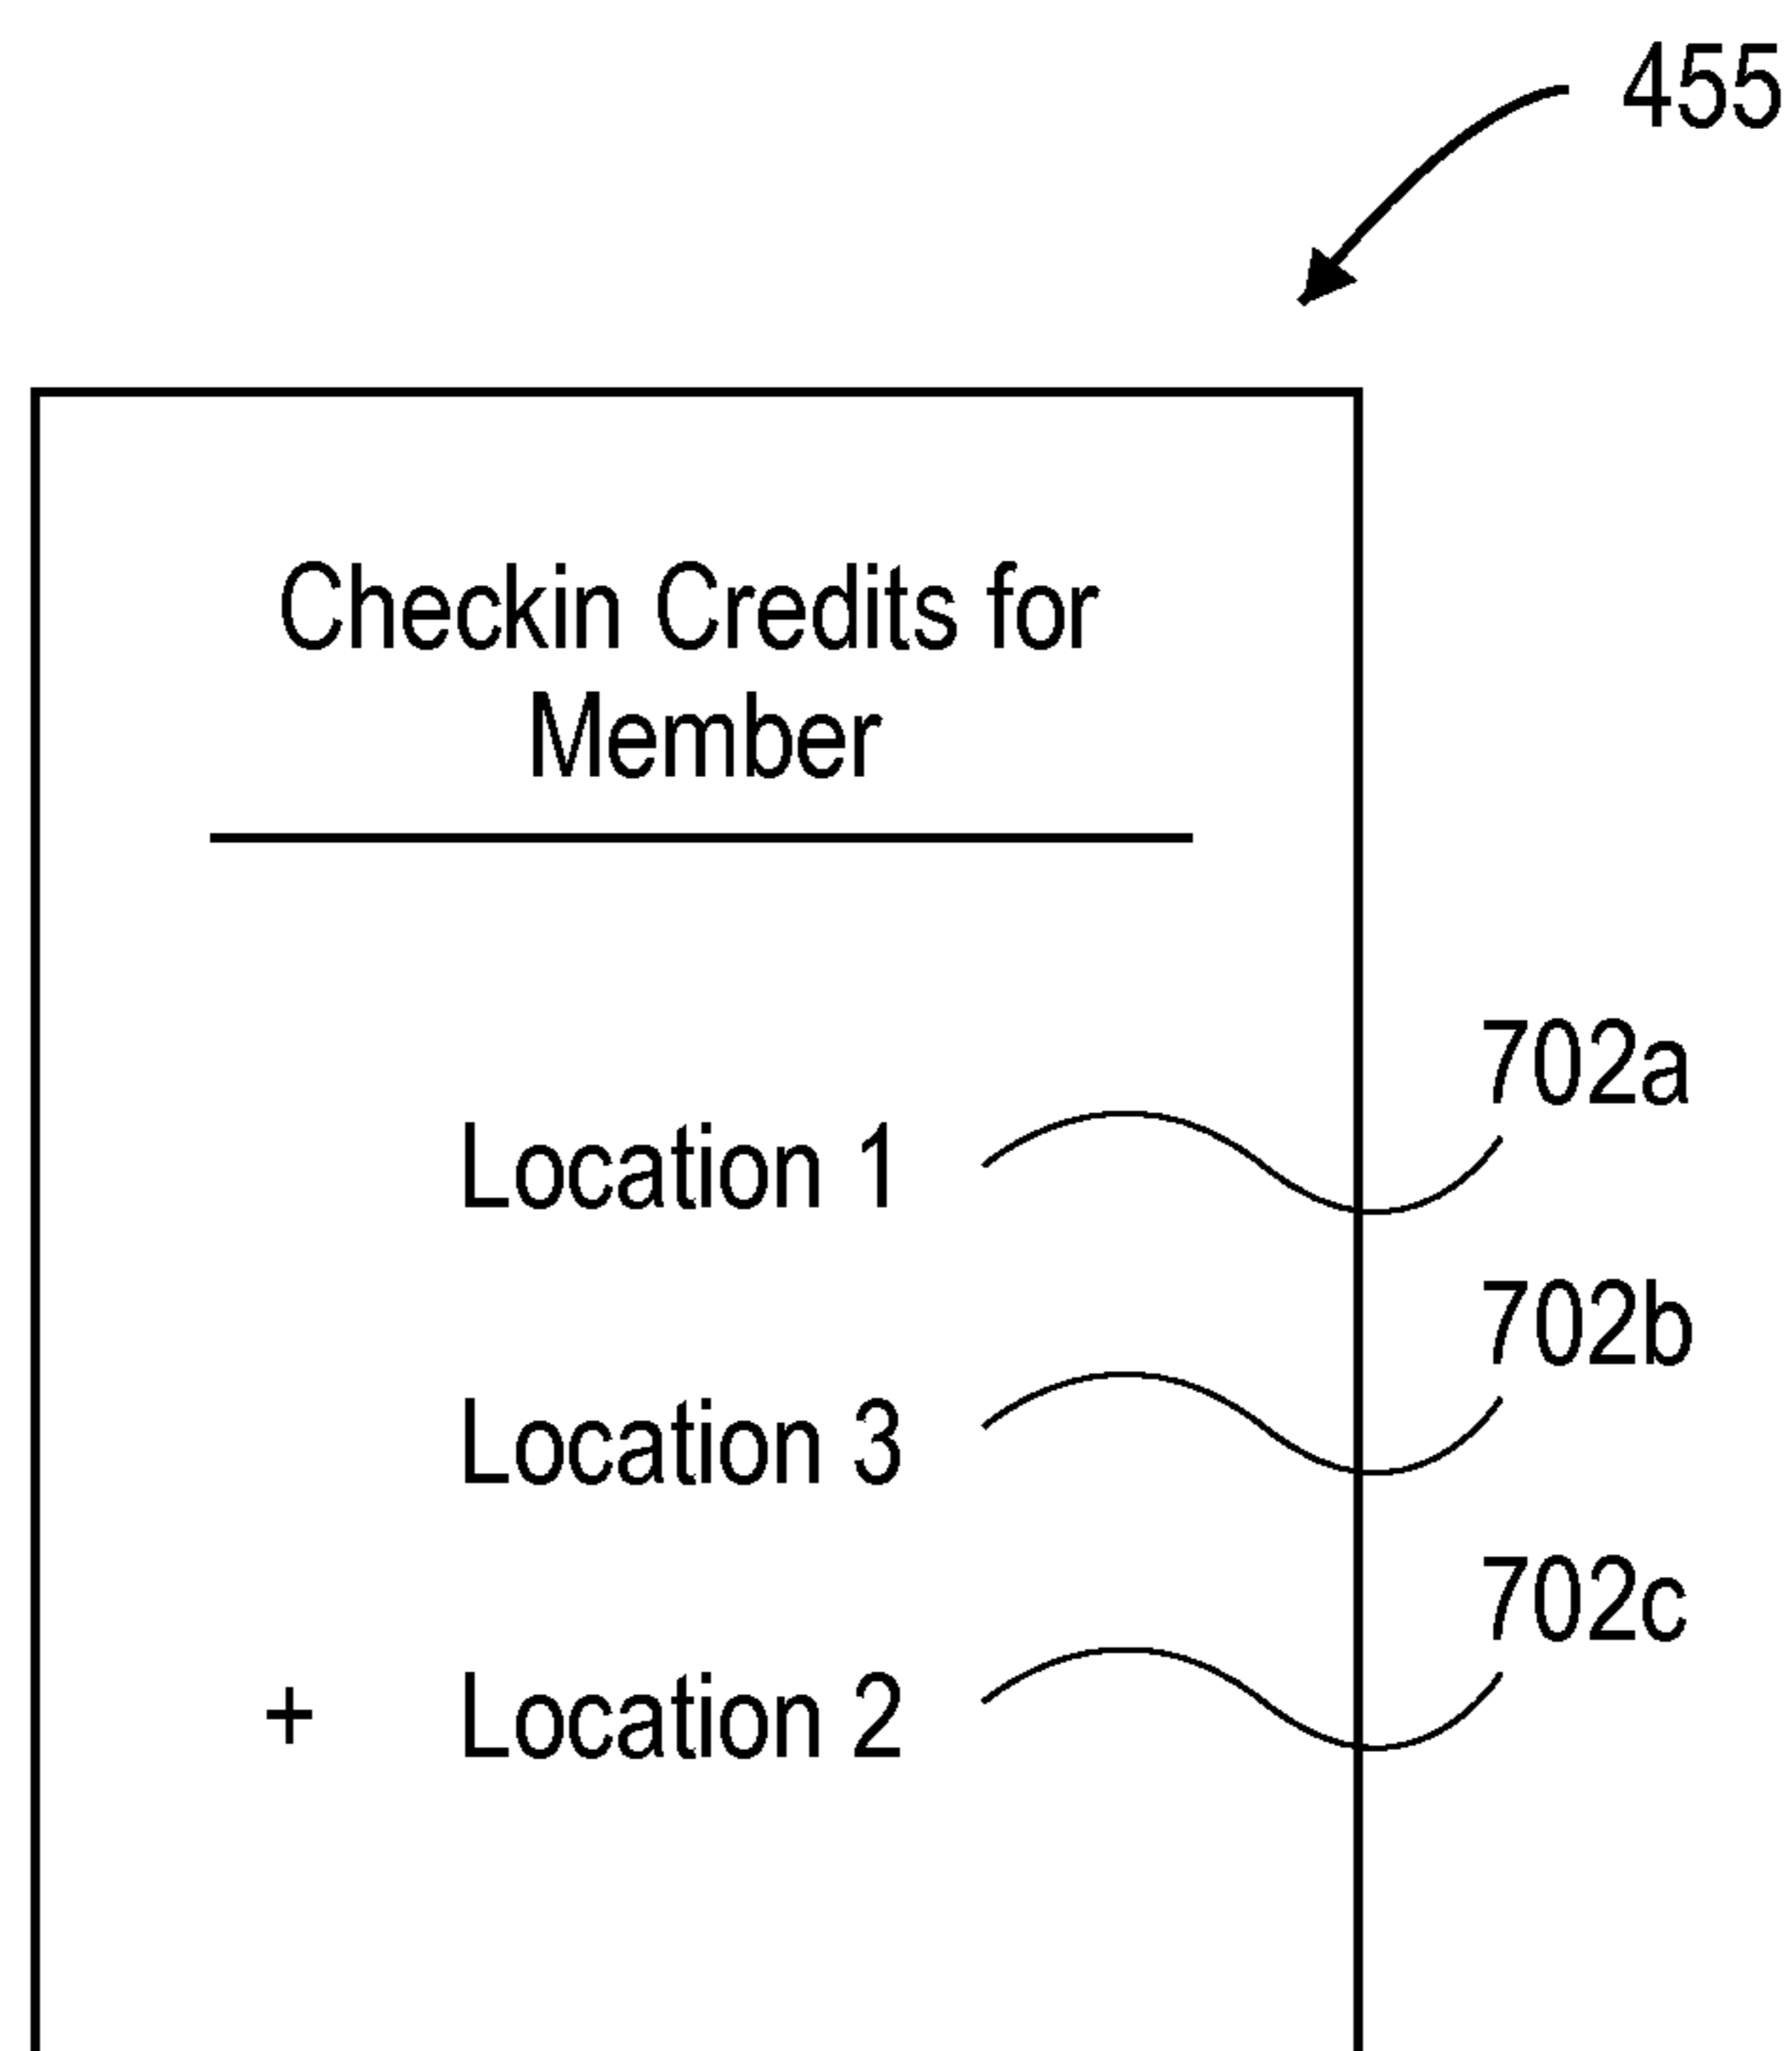 455
Checkin Credits for
Member
702a
Location 1
702b
Location 3
702c
+ Location 2